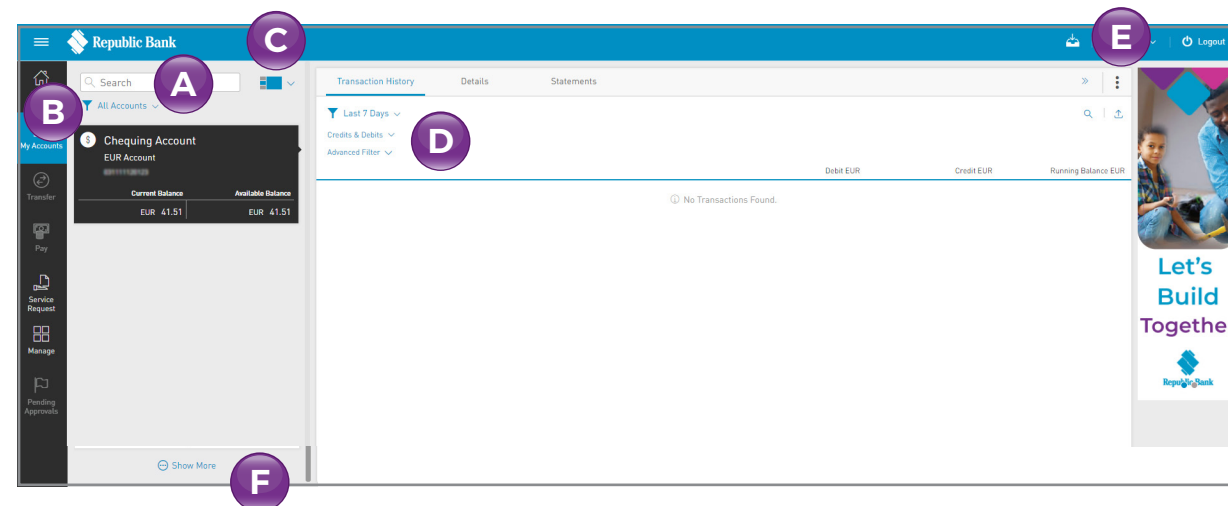 Republic Bank
C
E
Logout
Search
A
All Accounts
B
My Accounts
Chequing Account
EUR Account
Current Balance Available Balance
EUR 41.51 EUR 41.51
Transfer
Pay
Service
Request
Manage
Pending
Approvals
Show More
F
Transaction History Details Statements
Last 7 Days
Credits & Debits
D
Advanced Filter
Debit EUR Credit EUR Running Balance EUR
No Transactions Found.
Let's
Build
Togethe
Republic Bank